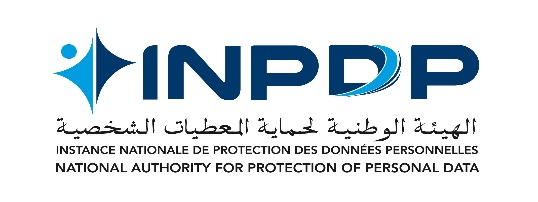 INPDP
الهيئة الوطنية لحماية المعطيات الشخصية
INSTANCE NATIONALE DE PROTECTION DES DONNÉES PERSONNELLES
NATIONAL AUTHORITY FOR PROTECTION OF PERSONAL DATA